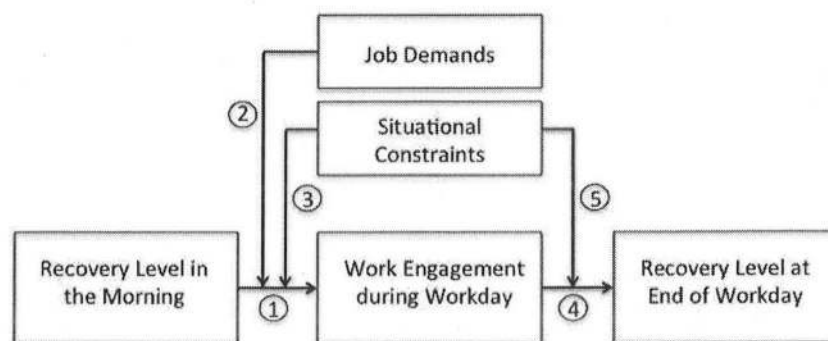 Job Demands
②
Situational
Constraints
③
⑤
Recovery Level in
the Morning
①
Work Engagement
during Workday
④
Recovery Level at
End of Workday